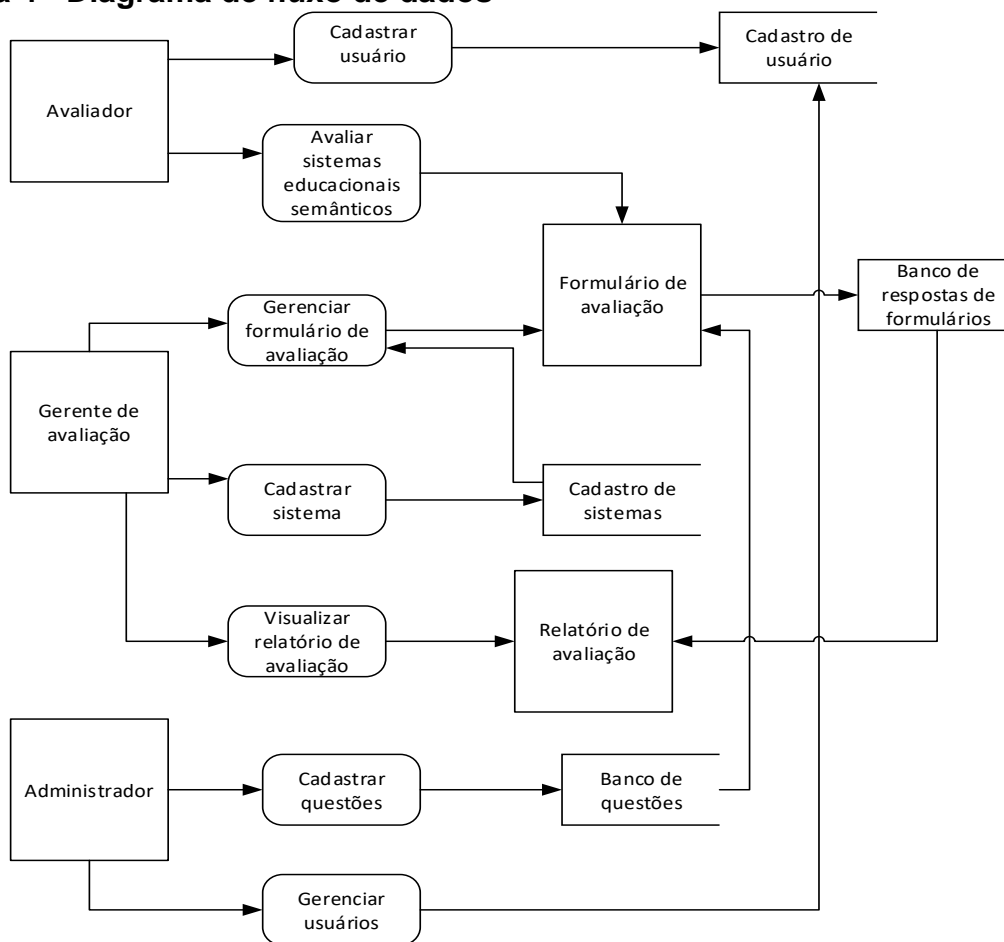 Diagrama de fluxo de dados
Cadastrar
usuário
Cadastro de
usuário
Avaliador
Avaliar
sistemas
educacionais
semânticos
Formulário de
avaliação
Banco de
respostas de
formulários
Gerenciar
formulário de
avaliação
Gerente de
avaliação
Cadastrar
sistema
Cadastro de
sistemas
Visualizar
relatório de
avaliação
Relatório de
avaliação
Administrador
Cadastrar
questões
Banco de
questões
Gerenciar
usuários